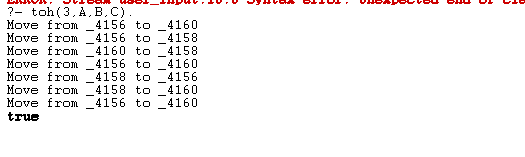 ERROR: Stream user_input:10:0 Syntax error: Unexpected end of cle
?- toh(3,A,B,C).
Move from _4156 to _4160
Move from _4156 to _4158
Move from _4160 to _4158
Move from _4156 to _4160
Move from _4158 to _4156
Move from _4158 to _4160
Move from _4156 to _4160
true